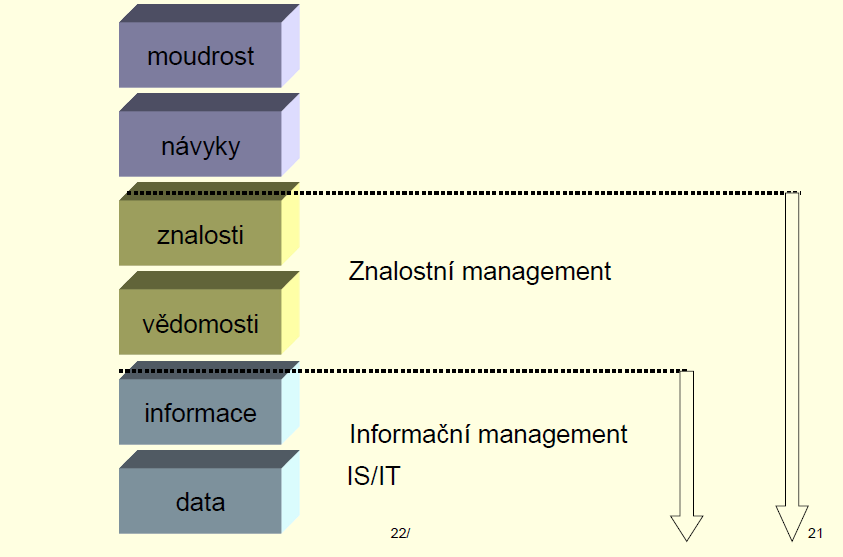 moudrost
návyky
znalosti
Znalostní management
vědomosti
informace
Informační management
IS/IT
data
22/
21